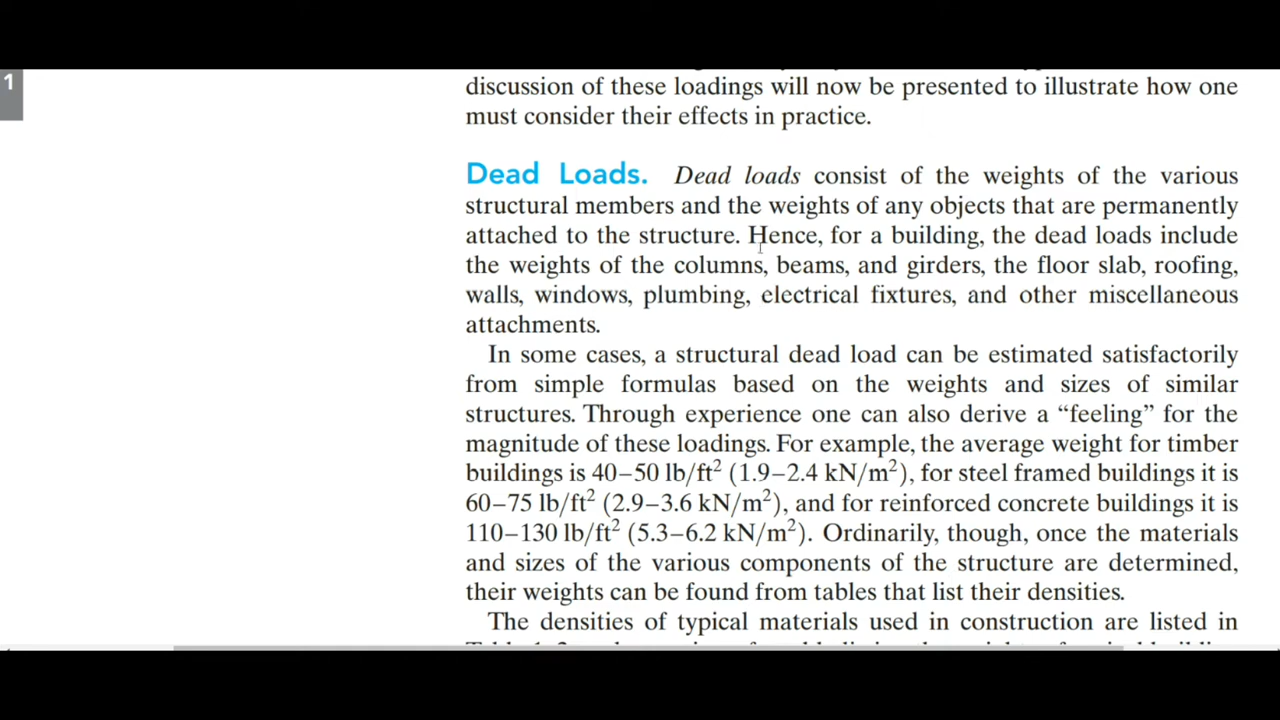 1
discussion of these loadings will now be presented to illustrate how one
must consider their effects in practice.
Dead Loads. Dead loads consist of the weights of the various
structural members and the weights of any objects that are permanently
attached to the structure. Hence, for a building, the dead loads include
the weights of the columns, beams, and girders, the floor slab, roofing,
walls, windows, plumbing, electrical fixtures, and other miscellaneous
attachments.
In some cases, a structural dead load can be estimated satisfactorily
from simple formulas based on the weights and sizes of similar
structures. Through experience one can also derive a “feeling” for the
magnitude of these loadings. For example, the average weight for timber
buildings is 40–50 lb/ft² (1.9–2.4 kN/m²), for steel framed buildings it is
60–75 lb/ft² (2.9–3.6 kN/m²), and for reinforced concrete buildings it is
110–130 lb/ft² (5.3–6.2 kN/m²). Ordinarily, though, once the materials
and sizes of the various components of the structure are determined,
their weights can be found from tables that list their densities.
The densities of typical materials used in construction are listed in